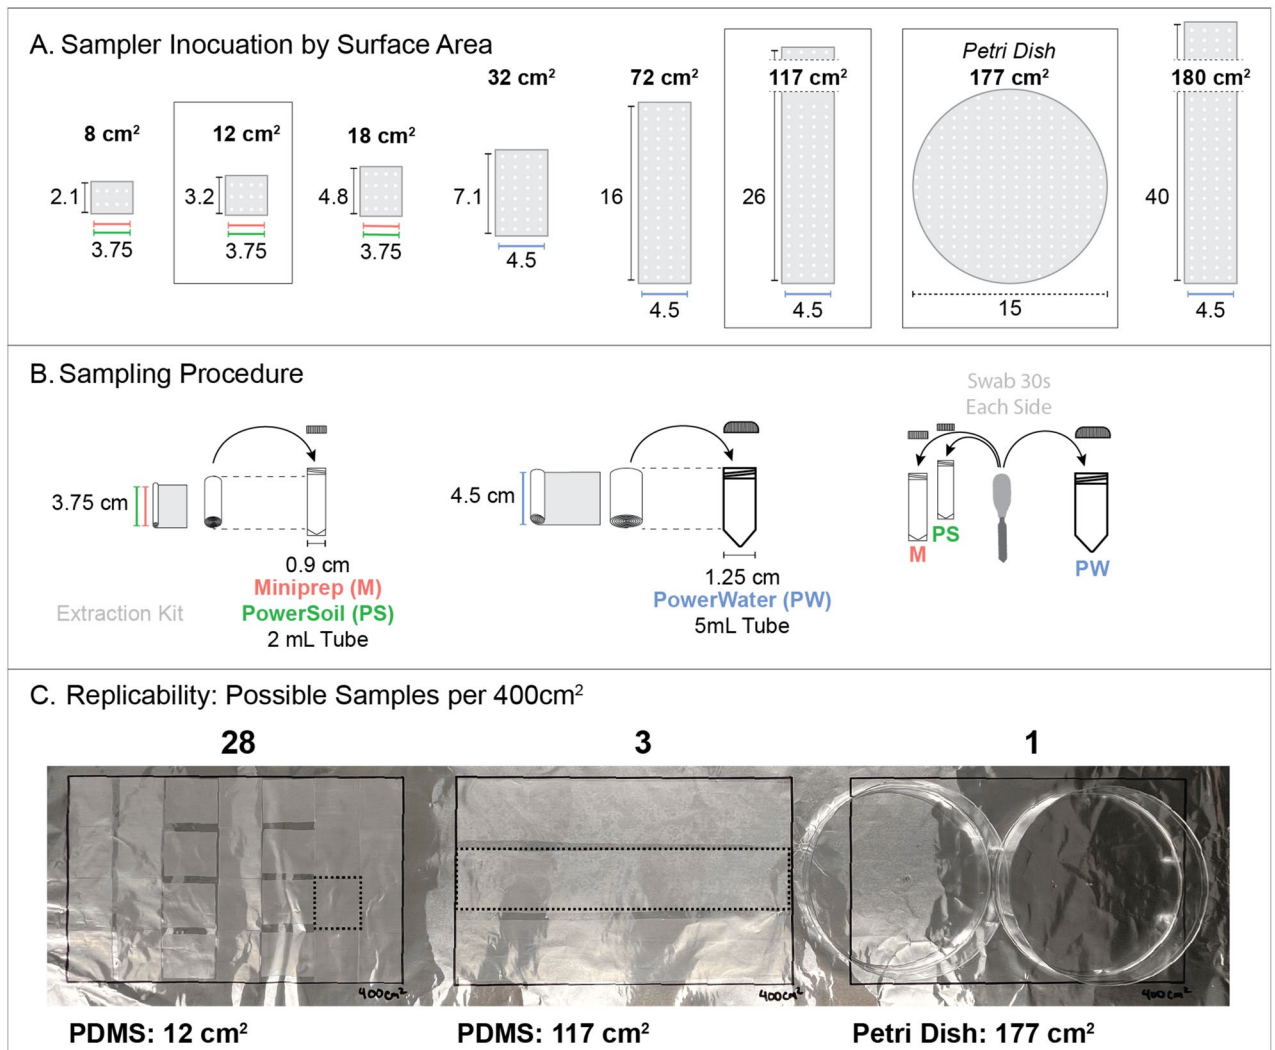 A. Sampler Inocuation by Surface Area
8 cm²
2.1
3.75
12 cm²
3.2
3.75
18 cm²
4.8
3.75
32 cm²
7.1
4.5
72 cm²
16
4.5
117 cm²
26
4.5
Petri Dish
177 cm²
15
180 cm²
40
4.5
B. Sampling Procedure
3.75 cm
0.9 cm
Miniprep (M)
PowerSoil (PS)
2 mL Tube
Extraction Kit
4.5 cm
1.25 cm
PowerWater (PW)
5mL Tube
Swab 30s
Each Side
M
PS
PW
C. Replicability: Possible Samples per 400cm²
28
3
1
400cm²
400cm²
400cm²
PDMS: 12 cm²
PDMS: 117 cm²
Petri Dish: 177 cm²